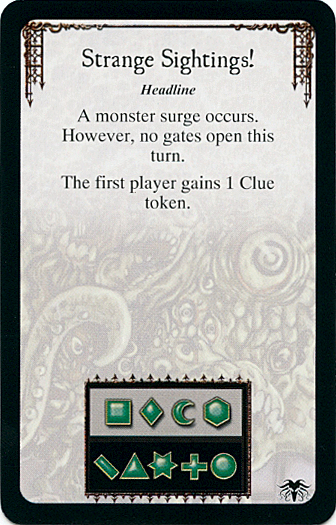 Strange Sightings!
Headline
A monster surge occurs.
However, no gates open this
turn.
The first player gains 1 Clue
token.